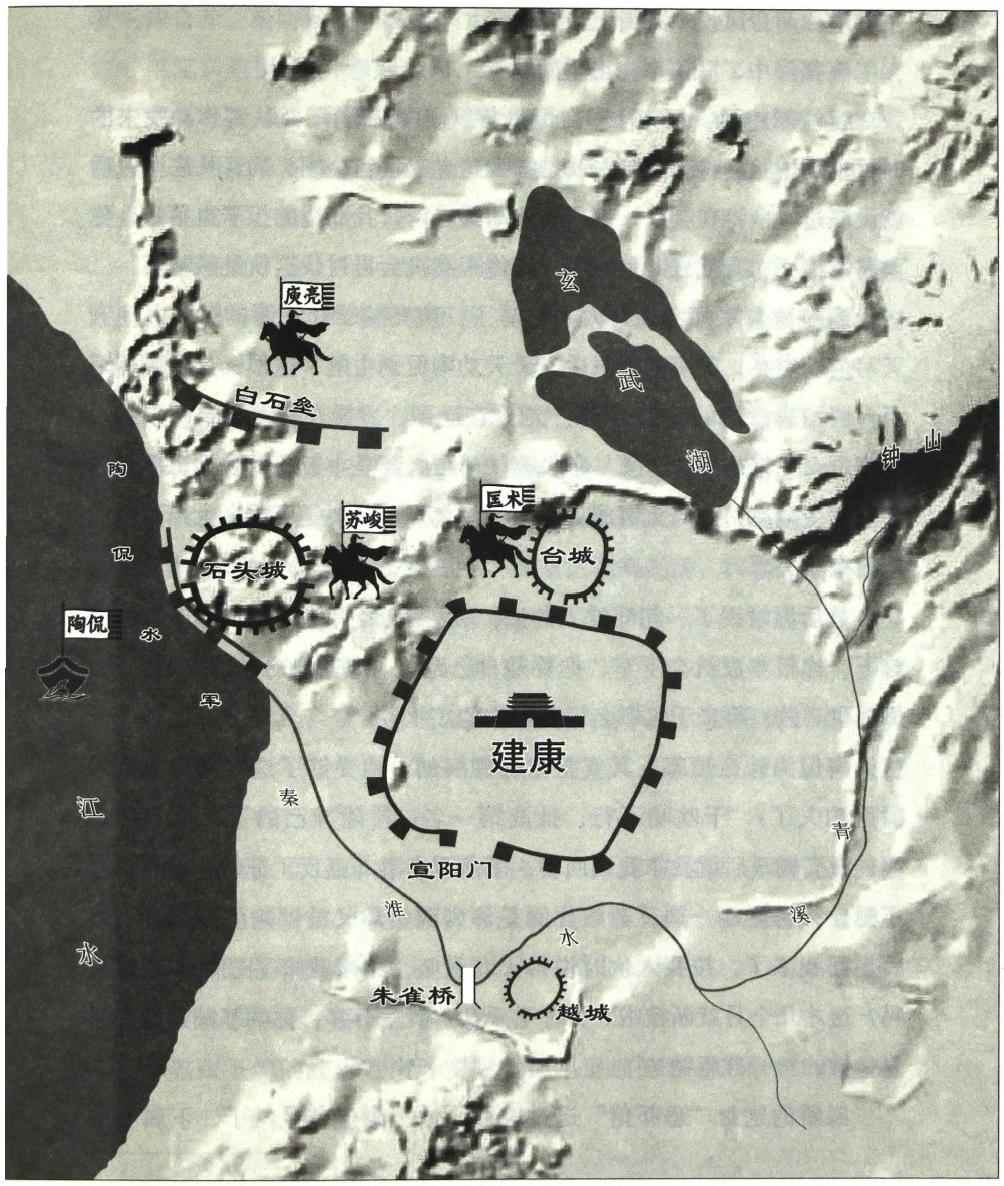 庾亮
白石垒
玄武湖
钟山
陶侃水军
苏峻
匡术
石头城
台城
陶侃
建康
江水
秦淮水
青溪
宣阳门
朱雀桥
越城